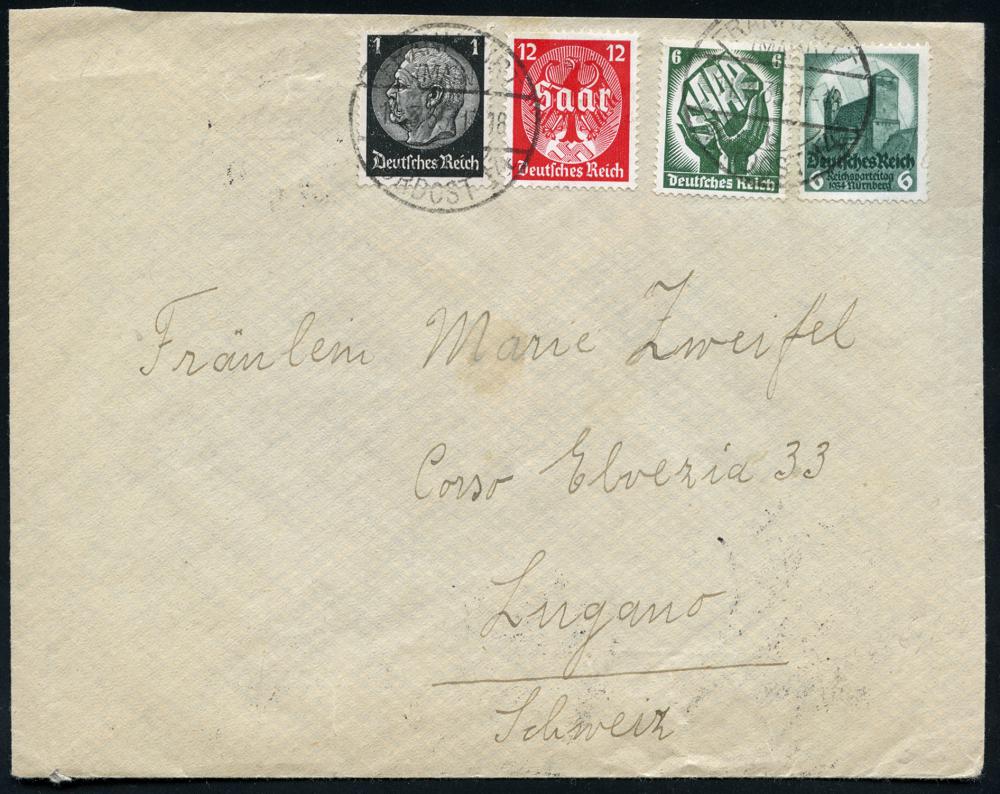 1 1
Deutsches Reich
12 12
Saar
Deutsches Reich
6 6
SAAR
Deutsches Reich
Deutsches Reich
Reichsparteitag
1934 Nürnberg
6 6
Fräulein Marie Zweifel
Corso Elvezia 33
Lugano
Schweiz